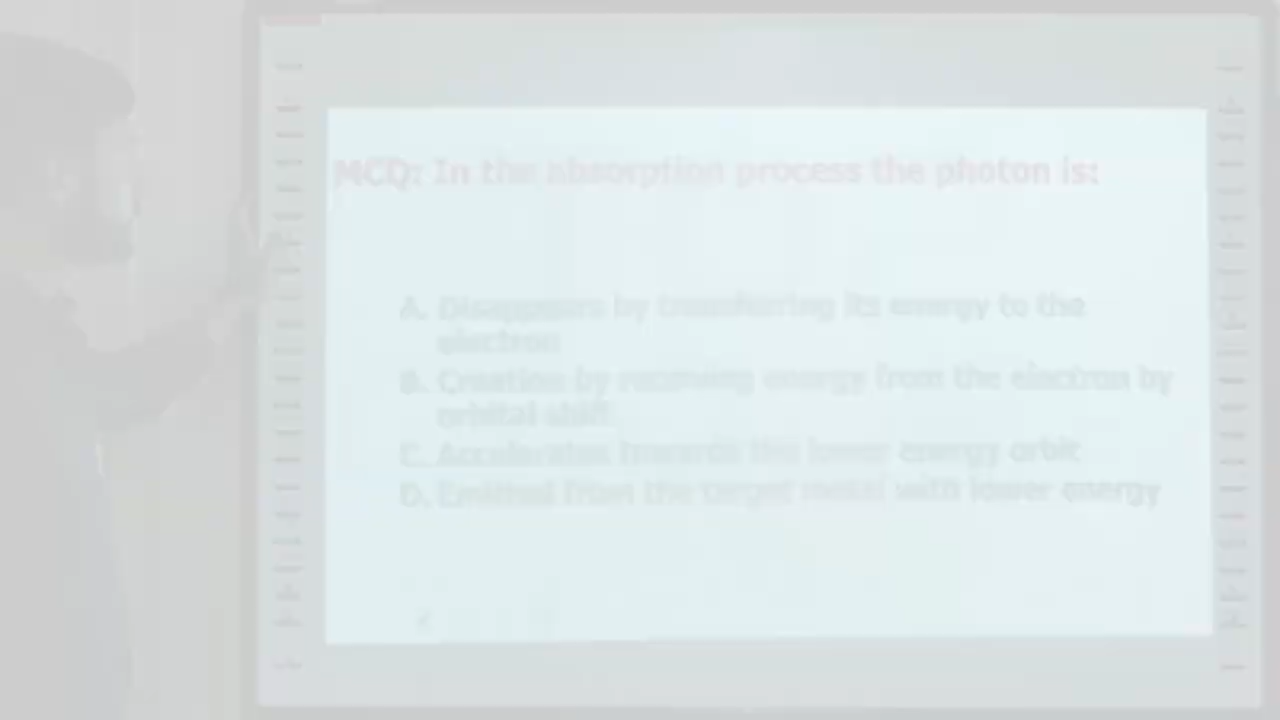 MCQ: In the absorption process the photon is:
A. Disappears by transferring its energy to the
electron
B. Creation by receiving energy from the electron by
orbital shift
C. Accelerates towards the lower energy orbit
D. Emitted from the target metal with lower energy